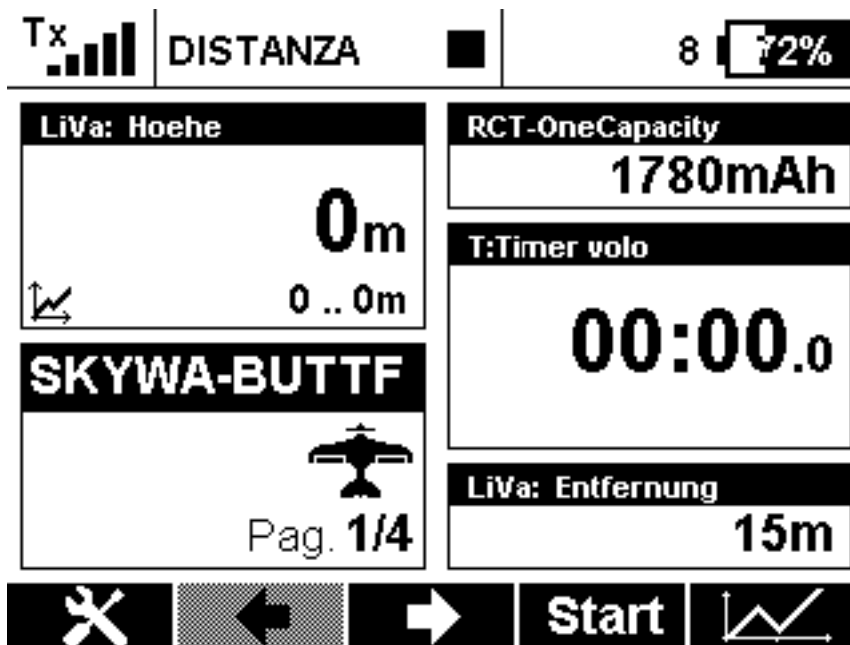 Tx DISTANZA 8 72%
LiVa: Hoehe
0m
0 .. 0m
SKYWA-BUTTF
Pag. 1/4
RCT-OneCapacity
1780mAh
T:Timer volo
00:00.0
LiVa: Entfernung
15m
Start